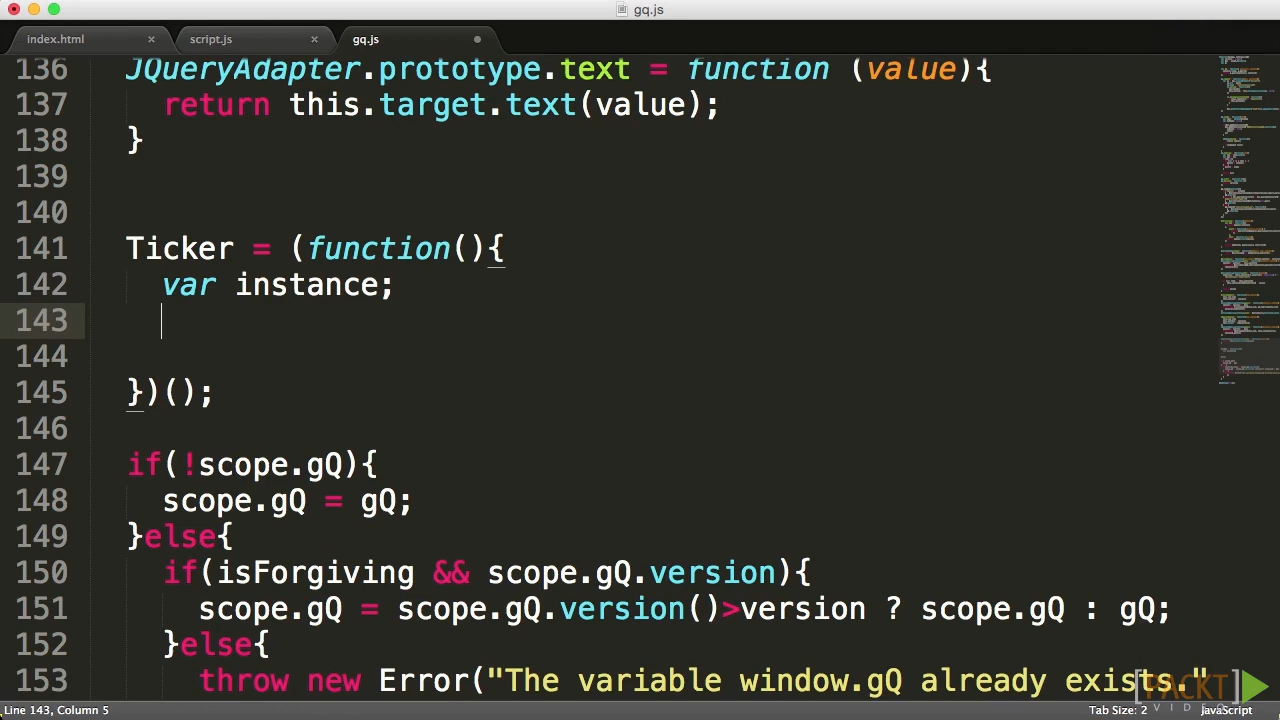 gq.js
index.html × script.js × gq.js
136 JQueryAdapter.prototype.text = function (value){
137 return this.target.text(value);
138 }
139
140
141 Ticker = (function(){
142 var instance;
143
144
145 })();
146
147 if(!scope.gQ){
148 scope.gQ = gQ;
149 }else{
150 if(isForgiving && scope.gQ.version){
151 scope.gQ = scope.gQ.version()>version ? scope.gQ : gQ;
152 }else{
153 throw new Error("The variable window.gQ already exists."
[PACKT]
VIDEO
Line 143, Column 5 Tab Size: 2 JavaScript